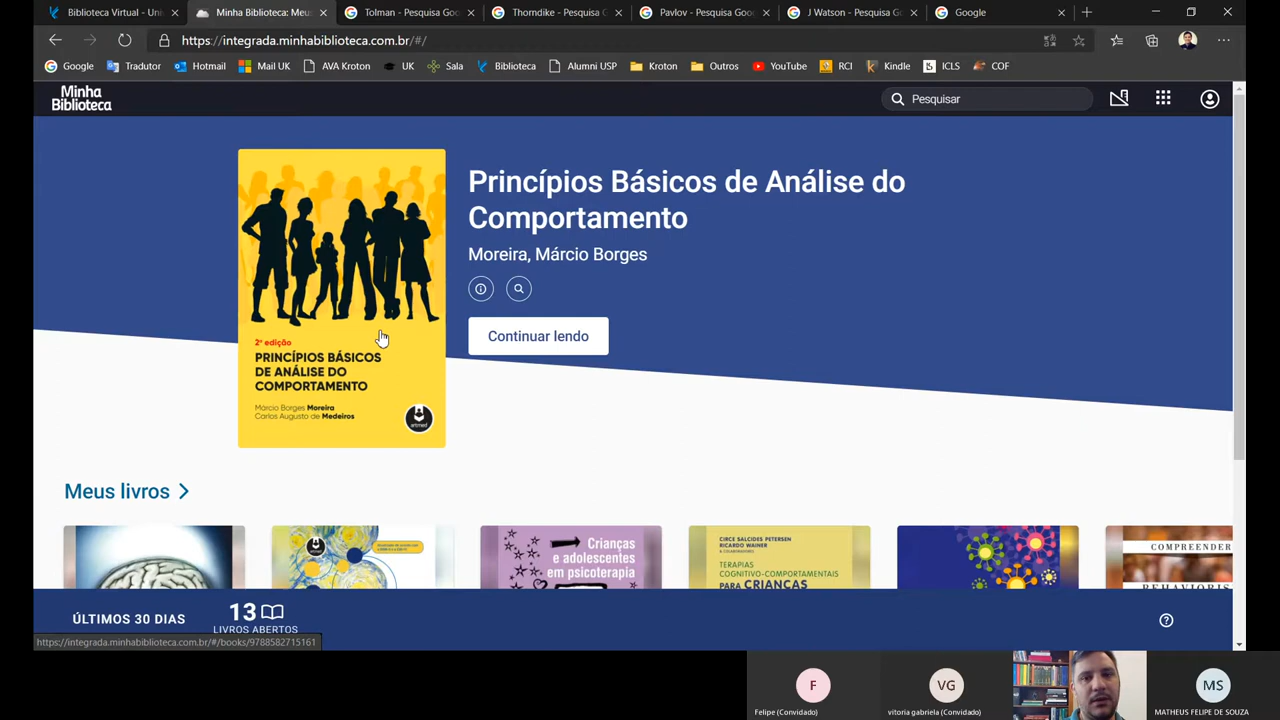 Biblioteca Virtual - Uni
Minha Biblioteca: Meus
Tolman - Pesquisa Goo
Thorndike - Pesquisa G
Pavlov - Pesquisa Goo
J Watson - Pesquisa G
Google
https://integrada.minhabiblioteca.com.br/#/
Google
Tradutor
Hotmail
Mail UK
AVA Kroton
UK
Sala
Biblioteca
Alumni USP
Kroton
Outros
YouTube
RCI
Kindle
ICLS
COF
Minha
Biblioteca
Pesquisar
2ª edição
PRINCÍPIOS BÁSICOS
DE ANÁLISE DO
COMPORTAMENTO
Márcio Borges Moreira
Carlos Augusto de Medeiros
artmed
Princípios Básicos de Análise do
Comportamento
Moreira, Márcio Borges
Continuar lendo
Meus livros
Crianças
e adolescentes
em psicoterapia
CIRCE SALCIDES PETERSEN
RICARDO WAINER
TERAPIAS
COGNITIVO-COMPORTAMENTAIS
PARA CRIANÇAS
COMPREENDER
BEHAVIORIS
ÚLTIMOS 30 DIAS
13
LIVROS ABERTOS
https://integrada.minhabiblioteca.com.br/#/books/9788582715161
F
Felipe (Convidado)
VG
vitoria gabriela (Convidado)
MS
MATHEUS FELIPE DE SOUZA